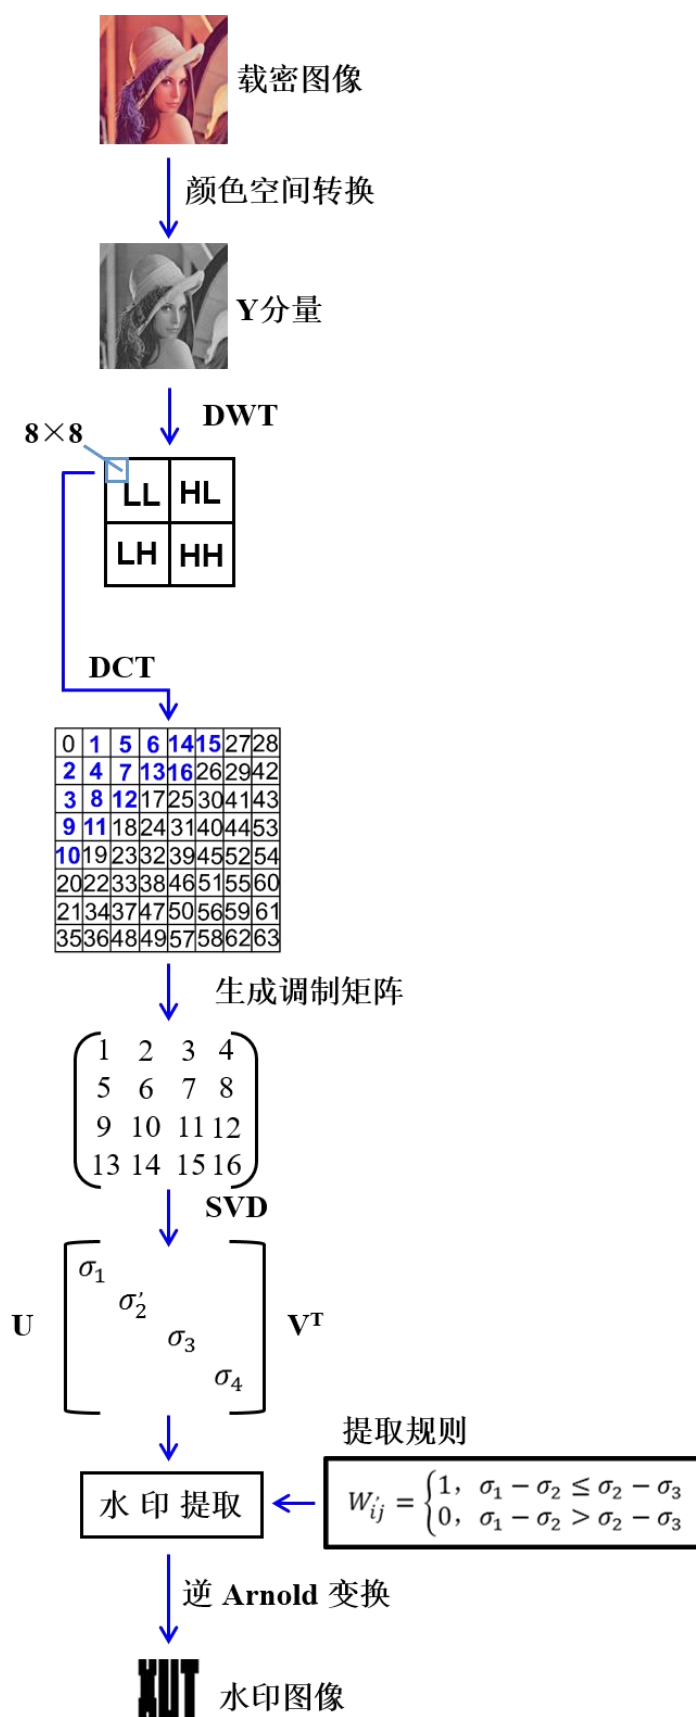 载密图像
颜色空间转换
Y分量
DWT
8×8
LL HL
LH HH
DCT
0 1 5 6 14 15 27 28
2 4 7 13 16 26 29 42
3 8 12 17 25 30 41 43
9 11 18 24 31 40 44 53
10 19 23 32 39 45 52 54
20 22 33 38 46 51 55 60
21 34 37 47 50 56 59 61
35 36 48 49 57 58 62 63
生成调制矩阵
1 2 3 4
5 6 7 8
9 10 11 12
13 14 15 16
SVD
σ₁
σ₂'
U
Vᵀ
σ₃
σ₄
提取规则
水 印 提取
W'ᵢⱼ = {1, σ₁ − σ₂ ≤ σ₂ − σ₃
0, σ₁ − σ₂ > σ₂ − σ₃
逆 Arnold 变换
XUT
水印图像